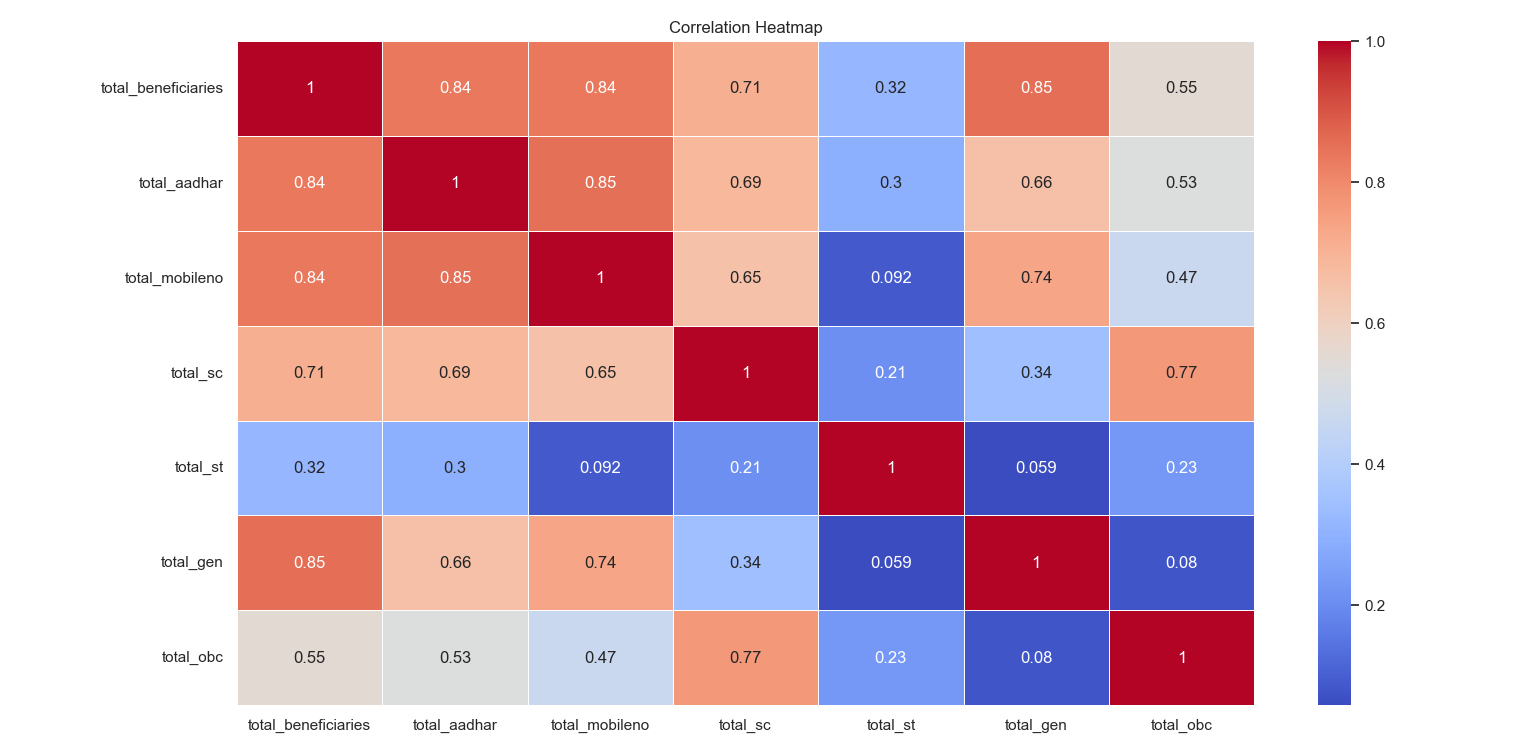 Correlation Heatmap
total_beneficiaries 1 0.84 0.84 0.71 0.32 0.85 0.55
total_aadhar 0.84 1 0.85 0.69 0.3 0.66 0.53
total_mobileno 0.84 0.85 1 0.65 0.092 0.74 0.47
total_sc 0.71 0.69 0.65 1 0.21 0.34 0.77
total_st 0.32 0.3 0.092 0.21 1 0.059 0.23
total_gen 0.85 0.66 0.74 0.34 0.059 1 0.08
total_obc 0.55 0.53 0.47 0.77 0.23 0.08 1
total_beneficiaries total_aadhar total_mobileno total_sc total_st total_gen total_obc
1.0
0.8
0.6
0.4
0.2